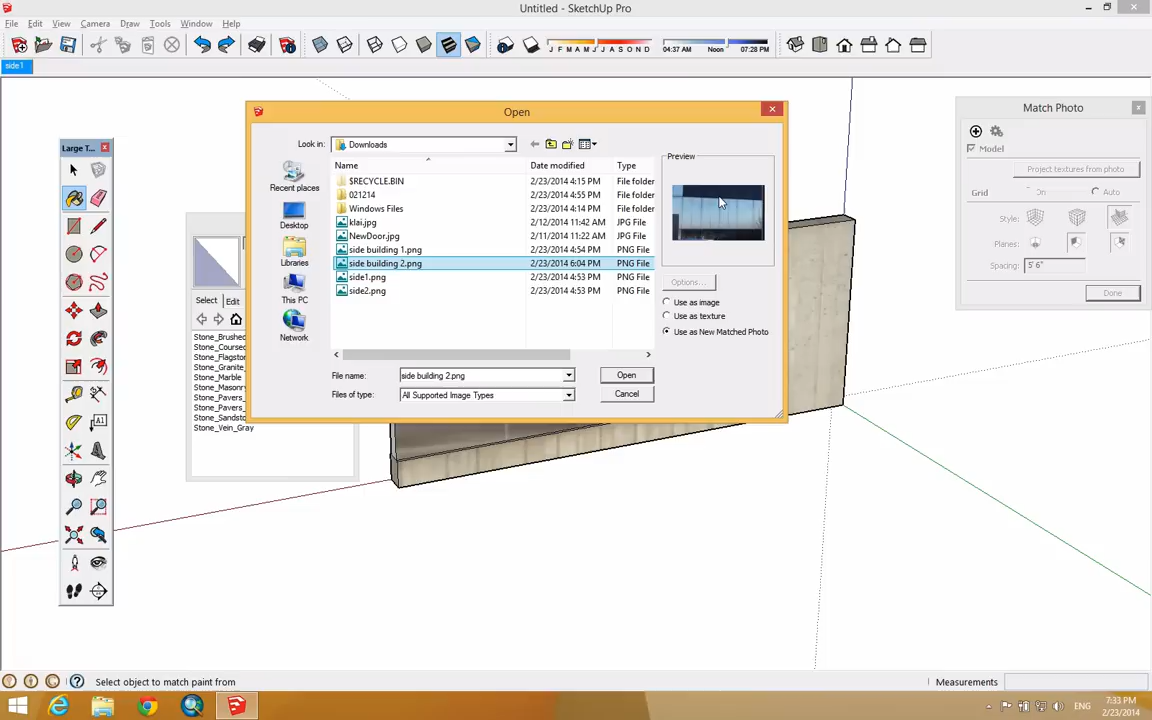 Untitled - SketchUp Pro
File Edit View Camera Draw Tools Window Help
J F M A M J J A S O N D
04:37 AM Noon 07:28 PM
side1
Match Photo
Large T...
Open
Look in: Downloads
Model
Preview
Name Date modified Type
Project textures from photo
Recent places
$RECYCLE.BIN 2/23/2014 4:15 PM File folder
021214 2/23/2014 4:55 PM File folder
Grid On Auto
Windows Files 2/23/2014 4:14 PM File folder
klai.jpg 2/12/2014 11:42 AM JPG File
Style:
Desktop
NewDoor.jpg 2/11/2014 11:22 AM JPG File
side building 1.png 2/23/2014 4:54 PM PNG File
Planes:
Libraries
side building 2.png 2/23/2014 6:04 PM PNG File
Spacing: 5' 6"
side1.png 2/23/2014 4:53 PM PNG File
Options...
side2.png 2/23/2014 4:53 PM PNG File
Done
This PC
Select Edit
Use as image
Use as texture
Network
Use as New Matched Photo
Stone_Brushed
Stone_Coursed
Stone_Flagston
Stone_Granite_
Stone_Marble
Stone_Masonry
Stone_Pavers_
Stone_Pavers_
Stone_Sandsto
Stone_Vein_Gray
File name: side building 2.png Open
Files of type: All Supported Image Types Cancel
Select object to match paint from
Measurements
ENG
7:33 PM
2/23/2014